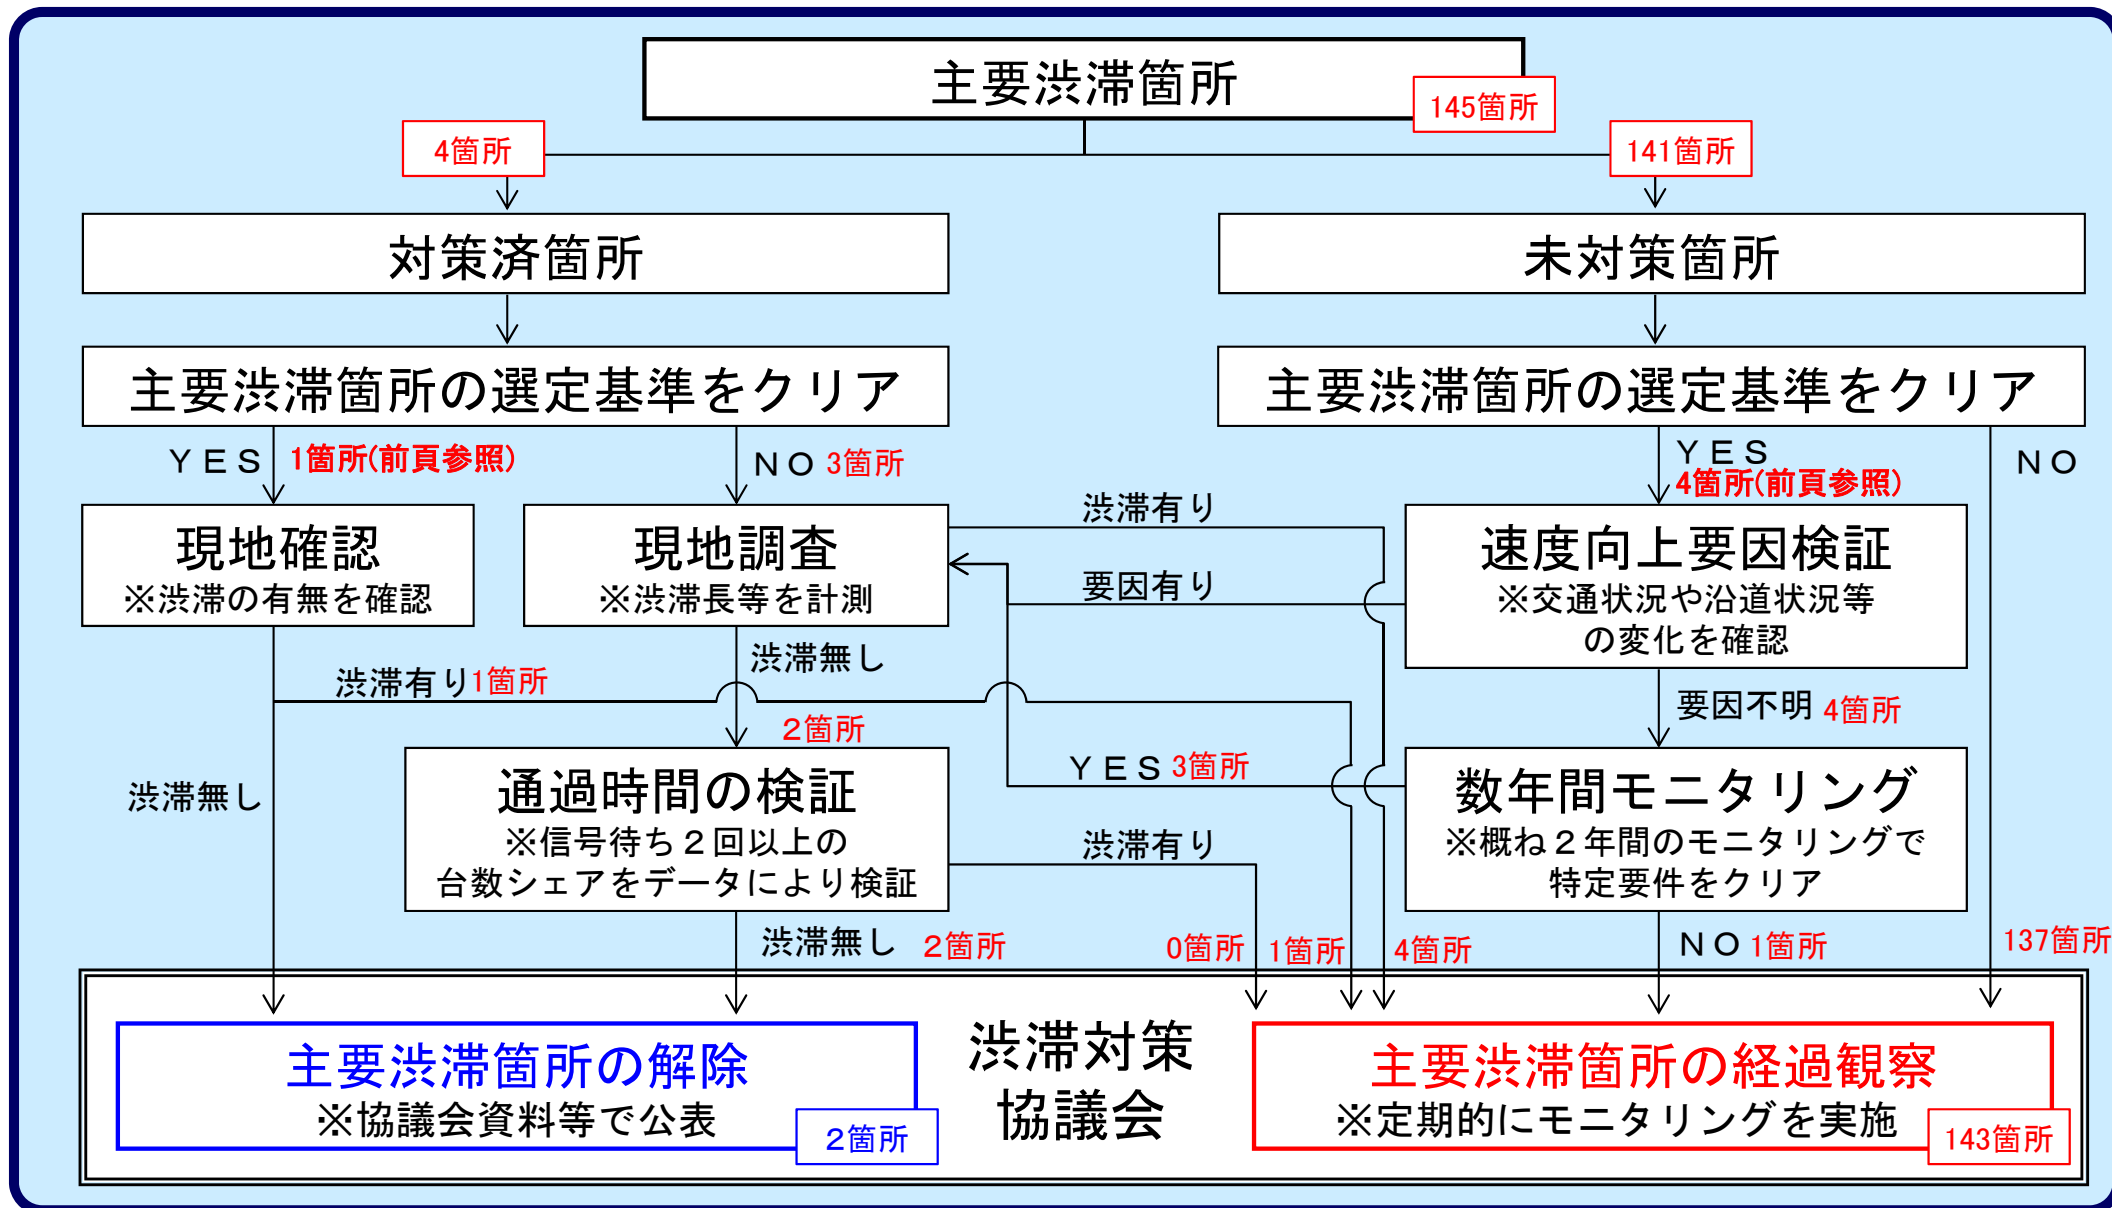 主要渋滞箇所
145箇所
4箇所
141箇所
対策済箇所
未対策箇所
主要渋滞箇所の選定基準をクリア
主要渋滞箇所の選定基準をクリア
ＹＥＳ
1箇所(前頁参照)
ＮＯ
3箇所
ＹＥＳ
4箇所(前頁参照)
ＮＯ
現地確認
※渋滞の有無を確認
現地調査
※渋滞長等を計測
渋滞有り
要因有り
速度向上要因検証
※交通状況や沿道状況等
の変化を確認
渋滞有り
1箇所
渋滞無し
2箇所
要因不明
4箇所
渋滞無し
通過時間の検証
※信号待ち２回以上の
台数シェアをデータにより検証
ＹＥＳ
3箇所
渋滞有り
数年間モニタリング
※概ね２年間のモニタリングで
特定要件をクリア
渋滞無し
2箇所
0箇所
1箇所
4箇所
ＮＯ
1箇所
137箇所
主要渋滞箇所の解除
※協議会資料等で公表
2箇所
渋滞対策
協議会
主要渋滞箇所の経過観察
※定期的にモニタリングを実施
143箇所